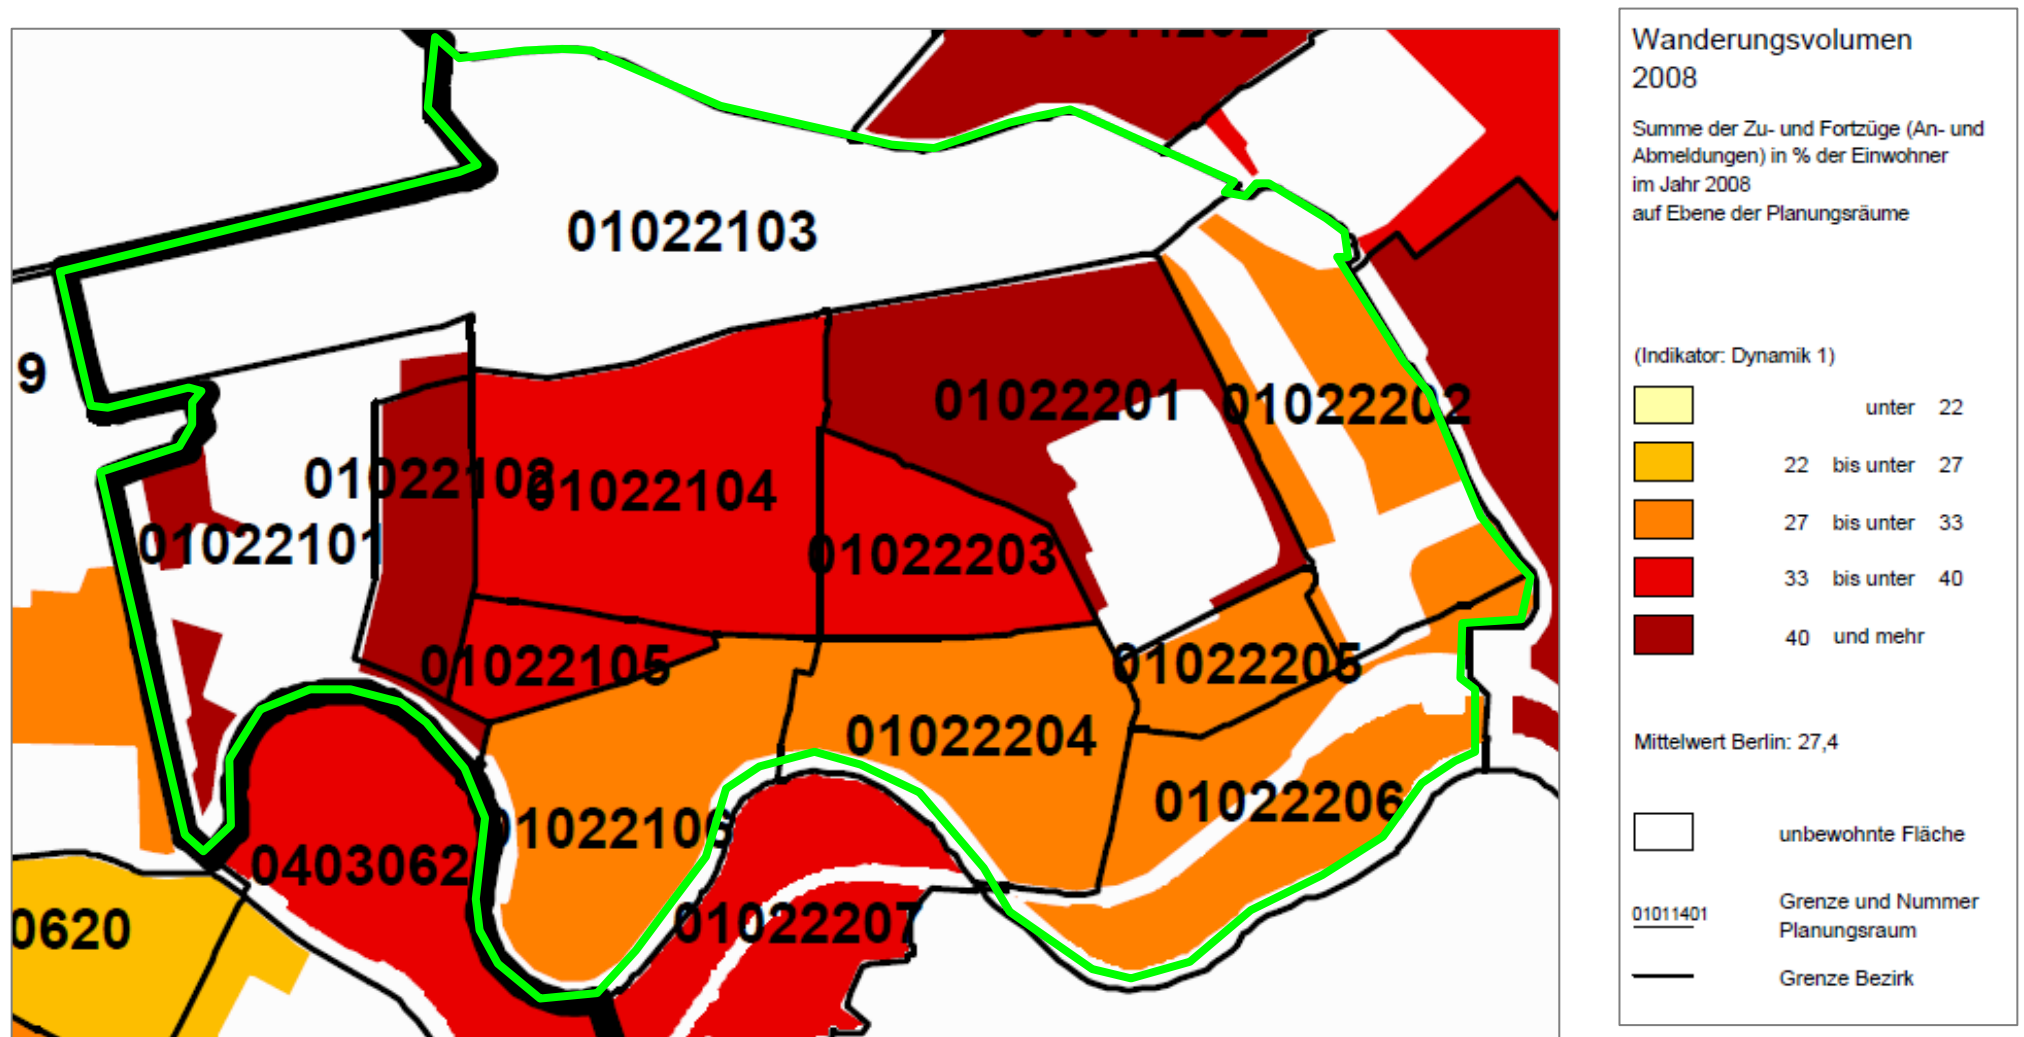 01022103
9
01022201
01022202
01022102
01022104
01022101
01022203
01022105
01022205
01022204
01022206
01022106
0403062
01022207
0620
Wanderungsvolumen
2008
Summe der Zu- und Fortzüge (An- und
Abmeldungen) in % der Einwohner
im Jahr 2008
auf Ebene der Planungsräume
(Indikator: Dynamik 1)
unter 22
22 bis unter 27
27 bis unter 33
33 bis unter 40
40 und mehr
Mittelwert Berlin: 27,4
unbewohnte Fläche
01011401 Grenze und Nummer
Planungsraum
Grenze Bezirk